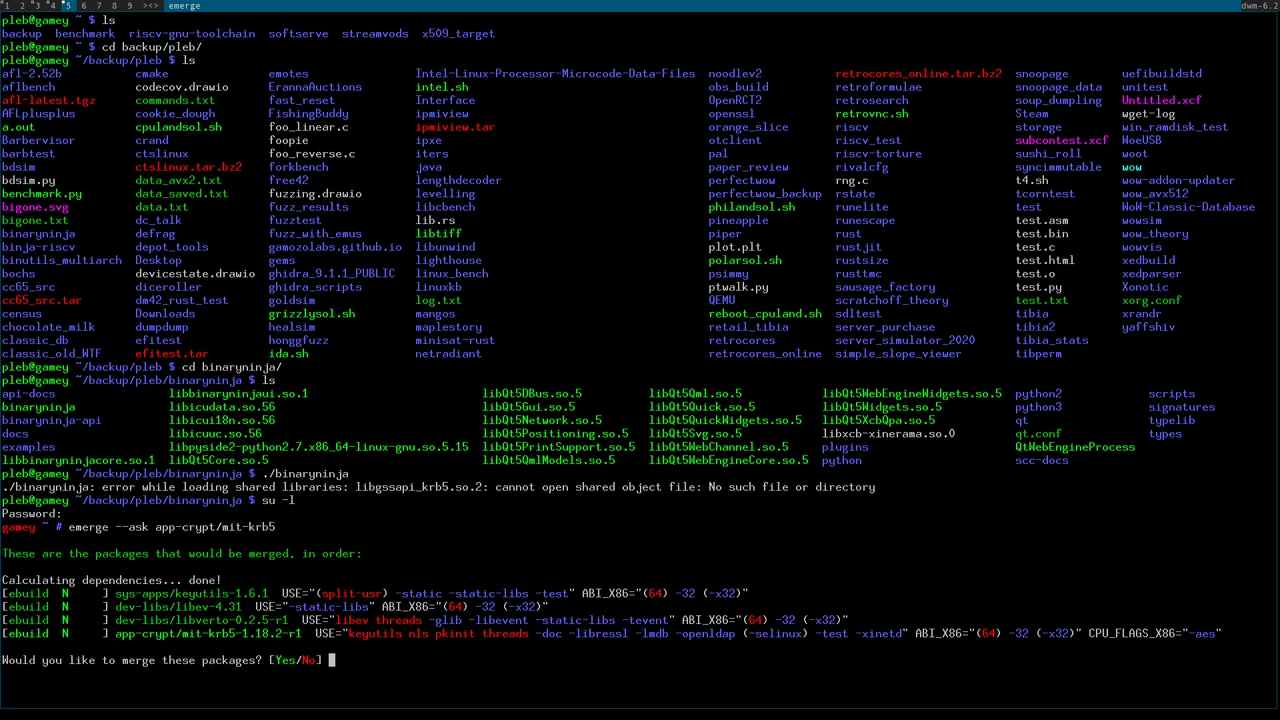 1 2 3 4 5 6 7 8 9 ><> emerge dwm-6.2
pleb@gamey ~ $ ls
backup benchmark riscv-gnu-toolchain softserve streamvods x509_target
pleb@gamey ~ $ cd backup/pleb/
pleb@gamey ~/backup/pleb $ ls
afl-2.52b cmake emotes Intel-Linux-Processor-Microcode-Data-Files noodlev2 retrocores_online.tar.bz2 snoopage uefibuildstd
aflbench codecov.drawio ErannaAuctions intel.sh obs_build retroformulae snoopage_data unitest
afl-latest.tgz commands.txt fast_reset Interface OpenRCT2 retrosearch soup_dumpling Untitled.xcf
AFLplusplus cookie_dough FishingBuddy ipmiview openssl retrovnc.sh Steam wget-log
a.out cpulandsol.sh foo_linear.c ipmiview.tar orange_slice riscv storage win_ramdisk_test
Barbervisor crand foopie ipxe otclient riscv_test subcontest.xcf WoeUSB
barbtest ctslinux foo_reverse.c iters pal riscv-torture sushi_roll woot
bdsim ctslinux.tar.bz2 forkbench java paper_review rivalcfg syncimmutable wow
bdsim.py data_avx2.txt free42 lengthdecoder perfectwow rng.c t4.sh wow-addon-updater
benchmark.py data_saved.txt fuzzing.drawio levelling perfectwow_backup rstate tcorntest wow_avx512
bigone.svg data.txt fuzz_results libcbench philandsol.sh runelite test WoW-Classic-Database
bigone.txt dc_talk fuzztest lib.rs pineapple runescape test.asm wowsim
binaryninja defrag fuzz_with_emus libtiff piper rust test.bin wow_theory
binja-riscv depot_tools gamozolabs.github.io libunwind plot.plt rustjit test.c wowvis
binutils_multiarch Desktop gems lighthouse polarsol.sh rustsize test.html xedbuild
bochs devicestate.drawio ghidra_9.1.1_PUBLIC linux_bench psimmy rusttmc test.o xedparser
cc65_src diceroller ghidra_scripts linuxkb ptwalk.py sausage_factory test.py Xonotic
cc65_src.tar dm42_rust_test goldsim log.txt QEMU scratchoff_theory test.txt xorg.conf
census Downloads grizzlysol.sh mangos reboot_cpuland.sh sdltest tibia xrandr
chocolate_milk dumpdump healsim maplestory retail_tibia server_purchase tibia2 yaffshiv
classic_db efitest honggfuzz minisat-rust retrocores server_simulator_2020 tibia_stats
classic_old_WTF efitest.tar ida.sh netradiant retrocores_online simple_slope_viewer tibperm
pleb@gamey ~/backup/pleb $ cd binaryninja/
pleb@gamey ~/backup/pleb/binaryninja $ ls
api-docs libbinaryninjaui.so.1 libQt5DBus.so.5 libQt5Qml.so.5 libQt5WebEngineWidgets.so.5 python2 scripts
binaryninja libicudata.so.56 libQt5Gui.so.5 libQt5Quick.so.5 libQt5Widgets.so.5 python3 signatures
binaryninja-api libicui18n.so.56 libQt5Network.so.5 libQt5QuickWidgets.so.5 libQt5XcbQpa.so.5 qt typelib
docs libicuuc.so.56 libQt5Positioning.so.5 libQt5Svg.so.5 libxcb-xinerama.so.0 qt.conf types
examples libpyside2-python2.7.x86_64-linux-gnu.so.5.15 libQt5PrintSupport.so.5 libQt5WebChannel.so.5 plugins QtWebEngineProcess
libbinaryninjacore.so.1 libQt5Core.so.5 libQt5QmlModels.so.5 libQt5WebEngineCore.so.5 python scc-docs
pleb@gamey ~/backup/pleb/binaryninja $ ./binaryninja
./binaryninja: error while loading shared libraries: libgssapi_krb5.so.2: cannot open shared object file: No such file or directory
pleb@gamey ~/backup/pleb/binaryninja $ su -l
Password:
gamey ~ # emerge --ask app-crypt/mit-krb5
These are the packages that would be merged, in order:
Calculating dependencies... done!
[ebuild N ] sys-apps/keyutils-1.6.1 USE="(split-usr) -static -static-libs -test" ABI_X86="(64) -32 (-x32)"
[ebuild N ] dev-libs/libev-4.31 USE="-static-libs" ABI_X86="(64) -32 (-x32)"
[ebuild N ] dev-libs/libverto-0.2.5-r1 USE="libev threads -glib -libevent -static-libs -tevent" ABI_X86="(64) -32 (-x32)"
[ebuild N ] app-crypt/mit-krb5-1.18.2-r1 USE="keyutils nls pkinit threads -doc -libressl -lmdb -openldap (-selinux) -test -xinetd" ABI_X86="(64) -32 (-x32)" CPU_FLAGS_X86="-aes"
Would you like to merge these packages? [Yes/No]